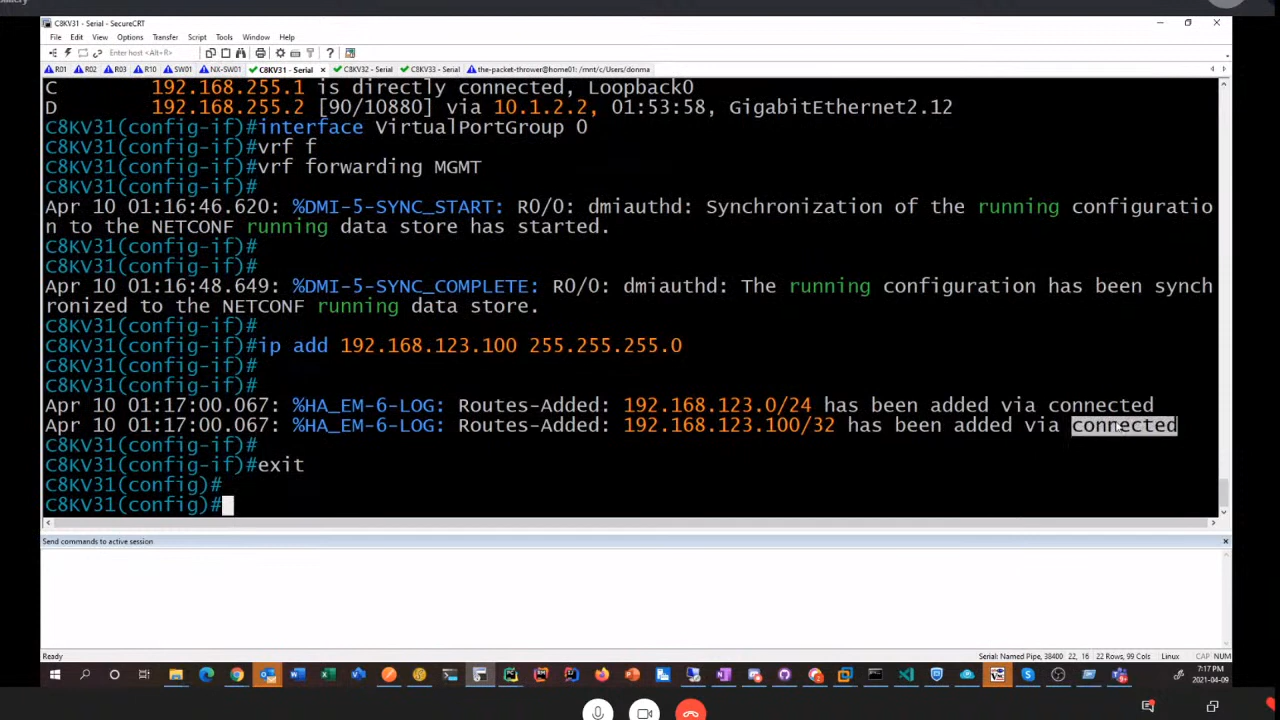 C8KV31 - Serial - SecureCRT
File Edit View Options Transfer Script Tools Window Help
Enter host <Alt+R>
R01 R02 R03 R10 SW01 NX-SW01 C8KV31 - Serial C8KV32 - Serial C8KV33 - Serial the-packet-thrower@home01: /mnt/c/Users/donma
C 192.168.255.1 is directly connected, Loopback0
D 192.168.255.2 [90/10880] via 10.1.2.2, 01:53:58, GigabitEthernet2.12
C8KV31(config-if)#interface VirtualPortGroup 0
C8KV31(config-if)#vrf f
C8KV31(config-if)#vrf forwarding MGMT
C8KV31(config-if)#
Apr 10 01:16:46.620: %DMI-5-SYNC_START: R0/0: dmiauthd: Synchronization of the running configuratio
n to the NETCONF running data store has started.
C8KV31(config-if)#
C8KV31(config-if)#
Apr 10 01:16:48.649: %DMI-5-SYNC_COMPLETE: R0/0: dmiauthd: The running configuration has been synch
ronized to the NETCONF running data store.
C8KV31(config-if)#
C8KV31(config-if)#ip add 192.168.123.100 255.255.255.0
C8KV31(config-if)#
C8KV31(config-if)#
Apr 10 01:17:00.067: %HA_EM-6-LOG: Routes-Added: 192.168.123.0/24 has been added via connected
Apr 10 01:17:00.067: %HA_EM-6-LOG: Routes-Added: 192.168.123.100/32 has been added via connected
C8KV31(config-if)#
C8KV31(config-if)#exit
C8KV31(config)#
C8KV31(config)#
Send commands to active session
Ready Serial: Named Pipe, 38400 22, 16 22 Rows, 99 Cols Linux CAP NUM
7:17 PM
2021-04-09